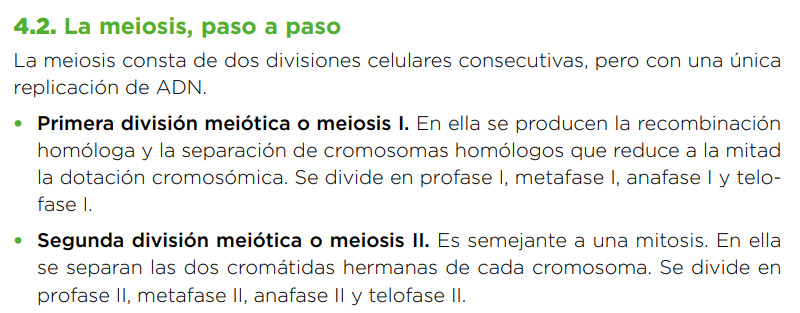 4.2. La meiosis, paso a paso
La meiosis consta de dos divisiones celulares consecutivas, pero con una única
replicación de ADN.
• Primera división meiótica o meiosis I. En ella se producen la recombinación
homóloga y la separación de cromosomas homólogos que reduce a la mitad
la dotación cromosómica. Se divide en profase I, metafase I, anafase I y telo-
fase I.
• Segunda división meiótica o meiosis II. Es semejante a una mitosis. En ella
se separan las dos cromátidas hermanas de cada cromosoma. Se divide en
profase II, metafase II, anafase II y telofase II.